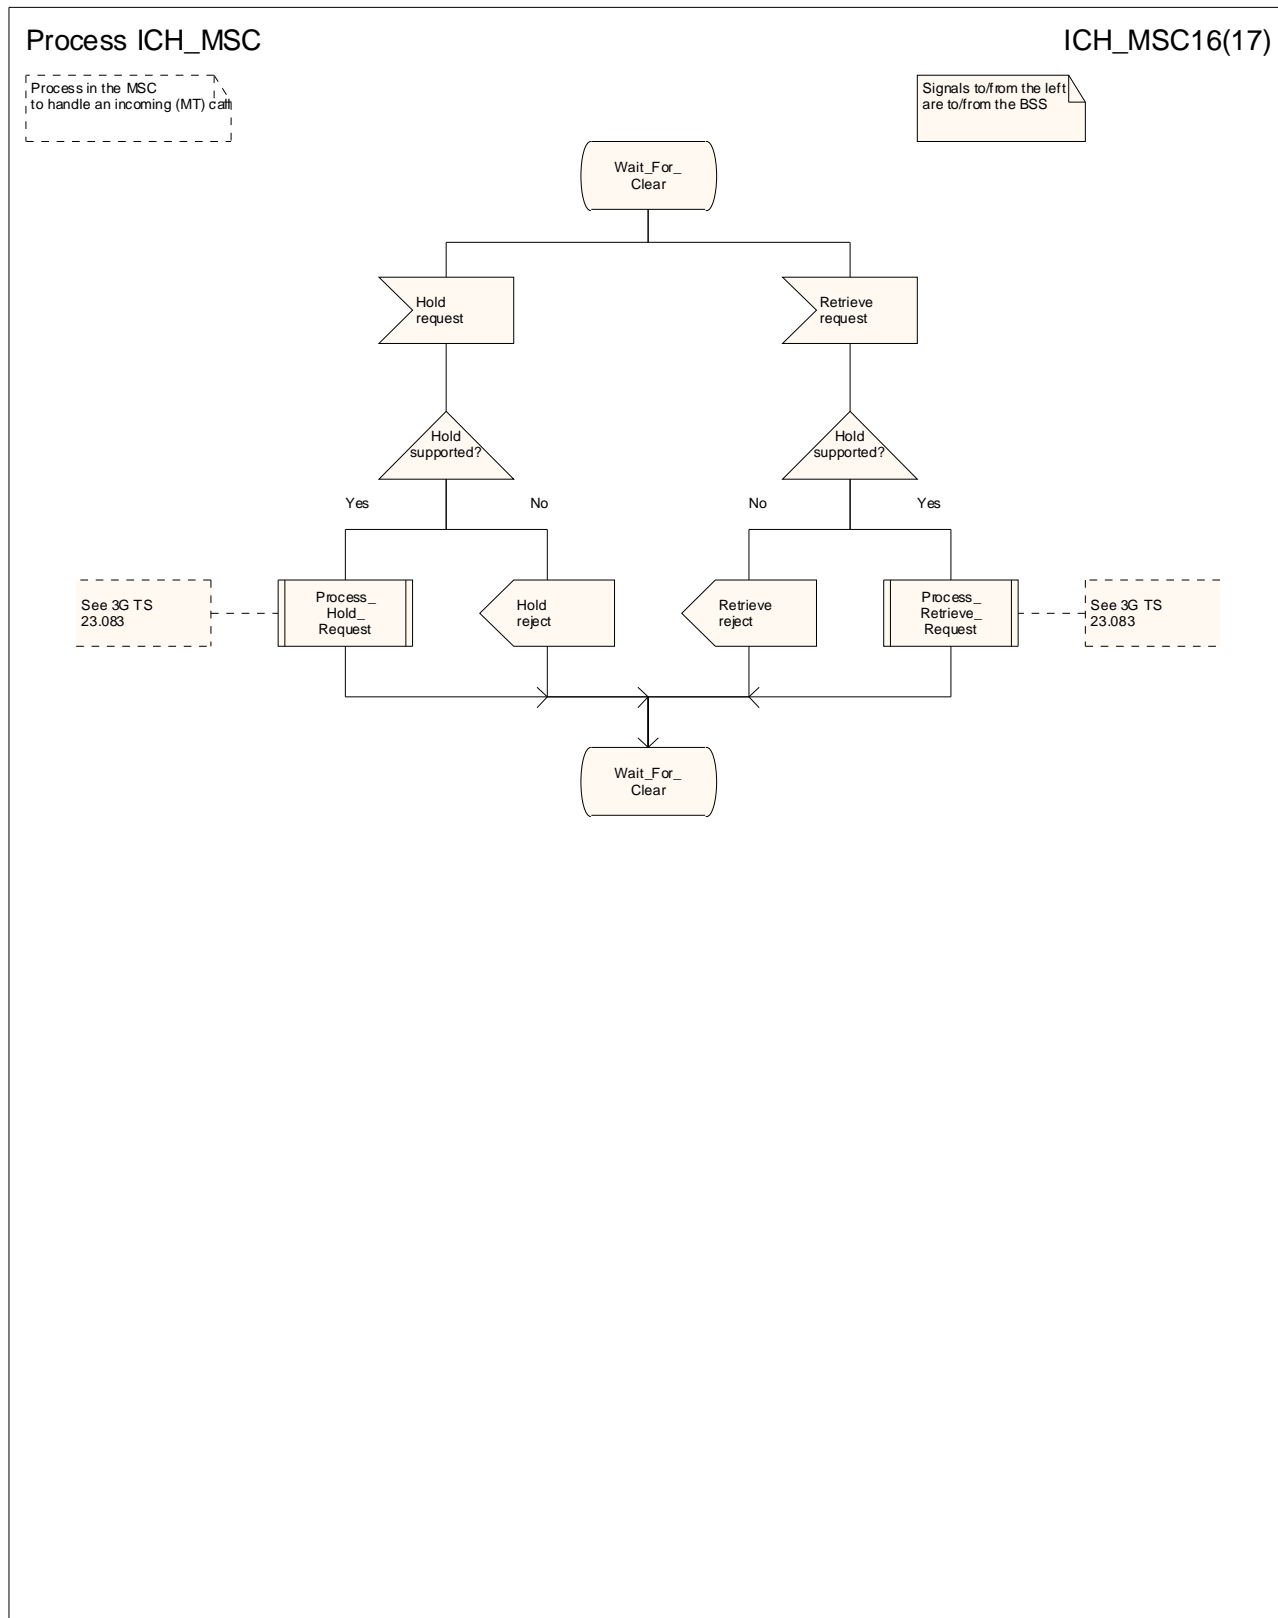 Process ICH_MSC
ICH_MSC16(17)
Process in the MSC
to handle an incoming (MT) call
Signals to/from the left
are to/from the BSS
Wait_For_
Clear
Hold
request
Retrieve
request
Hold
supported?
Hold
supported?
Yes
No
No
Yes
See 3G TS
23.083
Process_
Hold_
Request
Hold
reject
Retrieve
reject
Process_
Retrieve_
Request
See 3G TS
23.083
Wait_For_
Clear